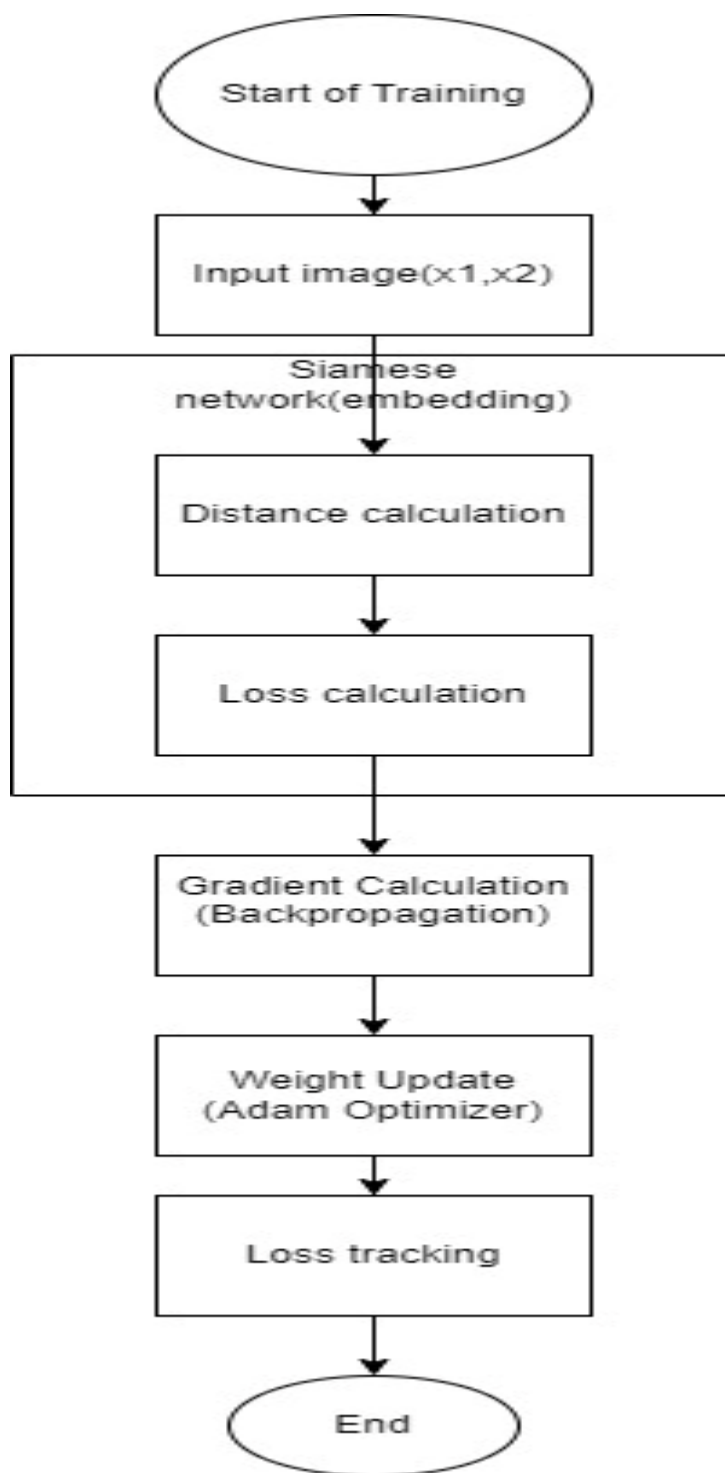 Start of Training
Input image(x1,x2)
Siamese
network(embedding)
Distance calculation
Loss calculation
Gradient Calculation
(Backpropagation)
Weight Update
(Adam Optimizer)
Loss tracking
End